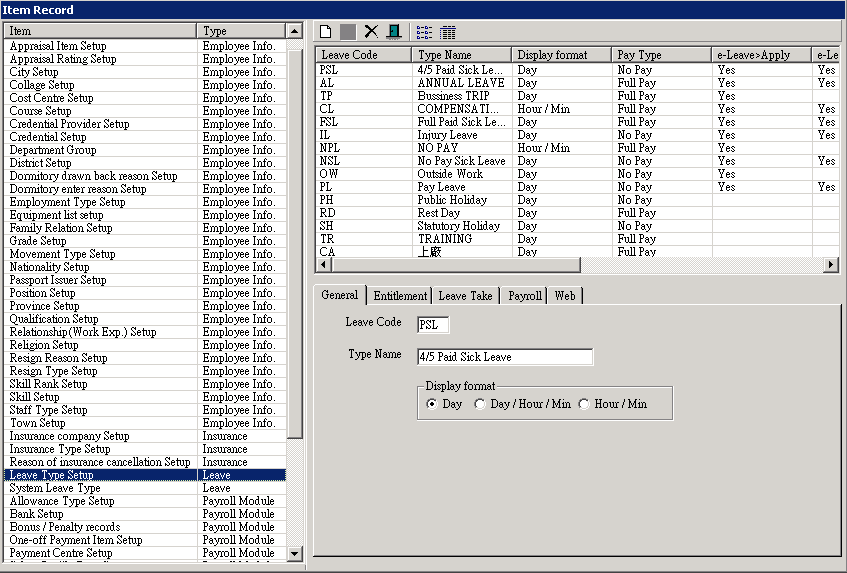 Item Record
Item Type
Appraisal Item Setup Employee Info.
Appraisal Rating Setup Employee Info.
City Setup Employee Info.
Collage Setup Employee Info.
Cost Centre Setup Employee Info.
Course Setup Employee Info.
Credential Provider Setup Employee Info.
Credential Setup Employee Info.
Department Group Employee Info.
District Setup Employee Info.
Dormitory drawn back reason Setup Employee Info.
Dormitory enter reason Setup Employee Info.
Employment Type Setup Employee Info.
Equipment list setup Employee Info.
Family Relation Setup Employee Info.
Grade Setup Employee Info.
Movement Type Setup Employee Info.
Nationality Setup Employee Info.
Passport Issuer Setup Employee Info.
Position Setup Employee Info.
Province Setup Employee Info.
Qualification Setup Employee Info.
Relationship(Work Exp.) Setup Employee Info.
Religion Setup Employee Info.
Resign Reason Setup Employee Info.
Resign Type Setup Employee Info.
Skill Rank Setup Employee Info.
Skill Setup Employee Info.
Staff Type Setup Employee Info.
Town Setup Employee Info.
Insurance company Setup Insurance
Insurance Type Setup Insurance
Reason of insurance cancellation Setup Insurance
Leave Type Setup Leave
System Leave Type Leave
Allowance Type Setup Payroll Module
Bank Setup Payroll Module
Bonus / Penalty records Payroll Module
One-off Payment Item Setup Payroll Module
Payment Centre Setup Payroll Module
Leave Code Type Name Display format Pay Type e-Leave>Apply e-Le
PSL 4/5 Paid Sick Le... Day No Pay Yes Yes
AL ANNUAL LEAVE Day Full Pay Yes Yes
TP Bussiness TRIP Day Full Pay Yes
CL COMPENSATI... Hour / Min Full Pay Yes Yes
FSL Full Paid Sick Le... Day Full Pay Yes Yes
IL Injury Leave Day No Pay Yes Yes
NPL NO PAY Hour / Min Full Pay Yes
NSL No Pay Sick Leave Day No Pay Yes Yes
OW Outside Work Day No Pay Yes
PL Pay Leave Day No Pay Yes Yes
PH Public Holiday Day No Pay
RD Rest Day Day Full Pay
SH Statutory Holiday Day No Pay
TR TRAINING Day Full Pay
CA 上廠 Day Full Pay
General Entitlement Leave Take Payroll Web
Leave Code PSL
Type Name 4/5 Paid Sick Leave
Display format
Day Day / Hour / Min Hour / Min